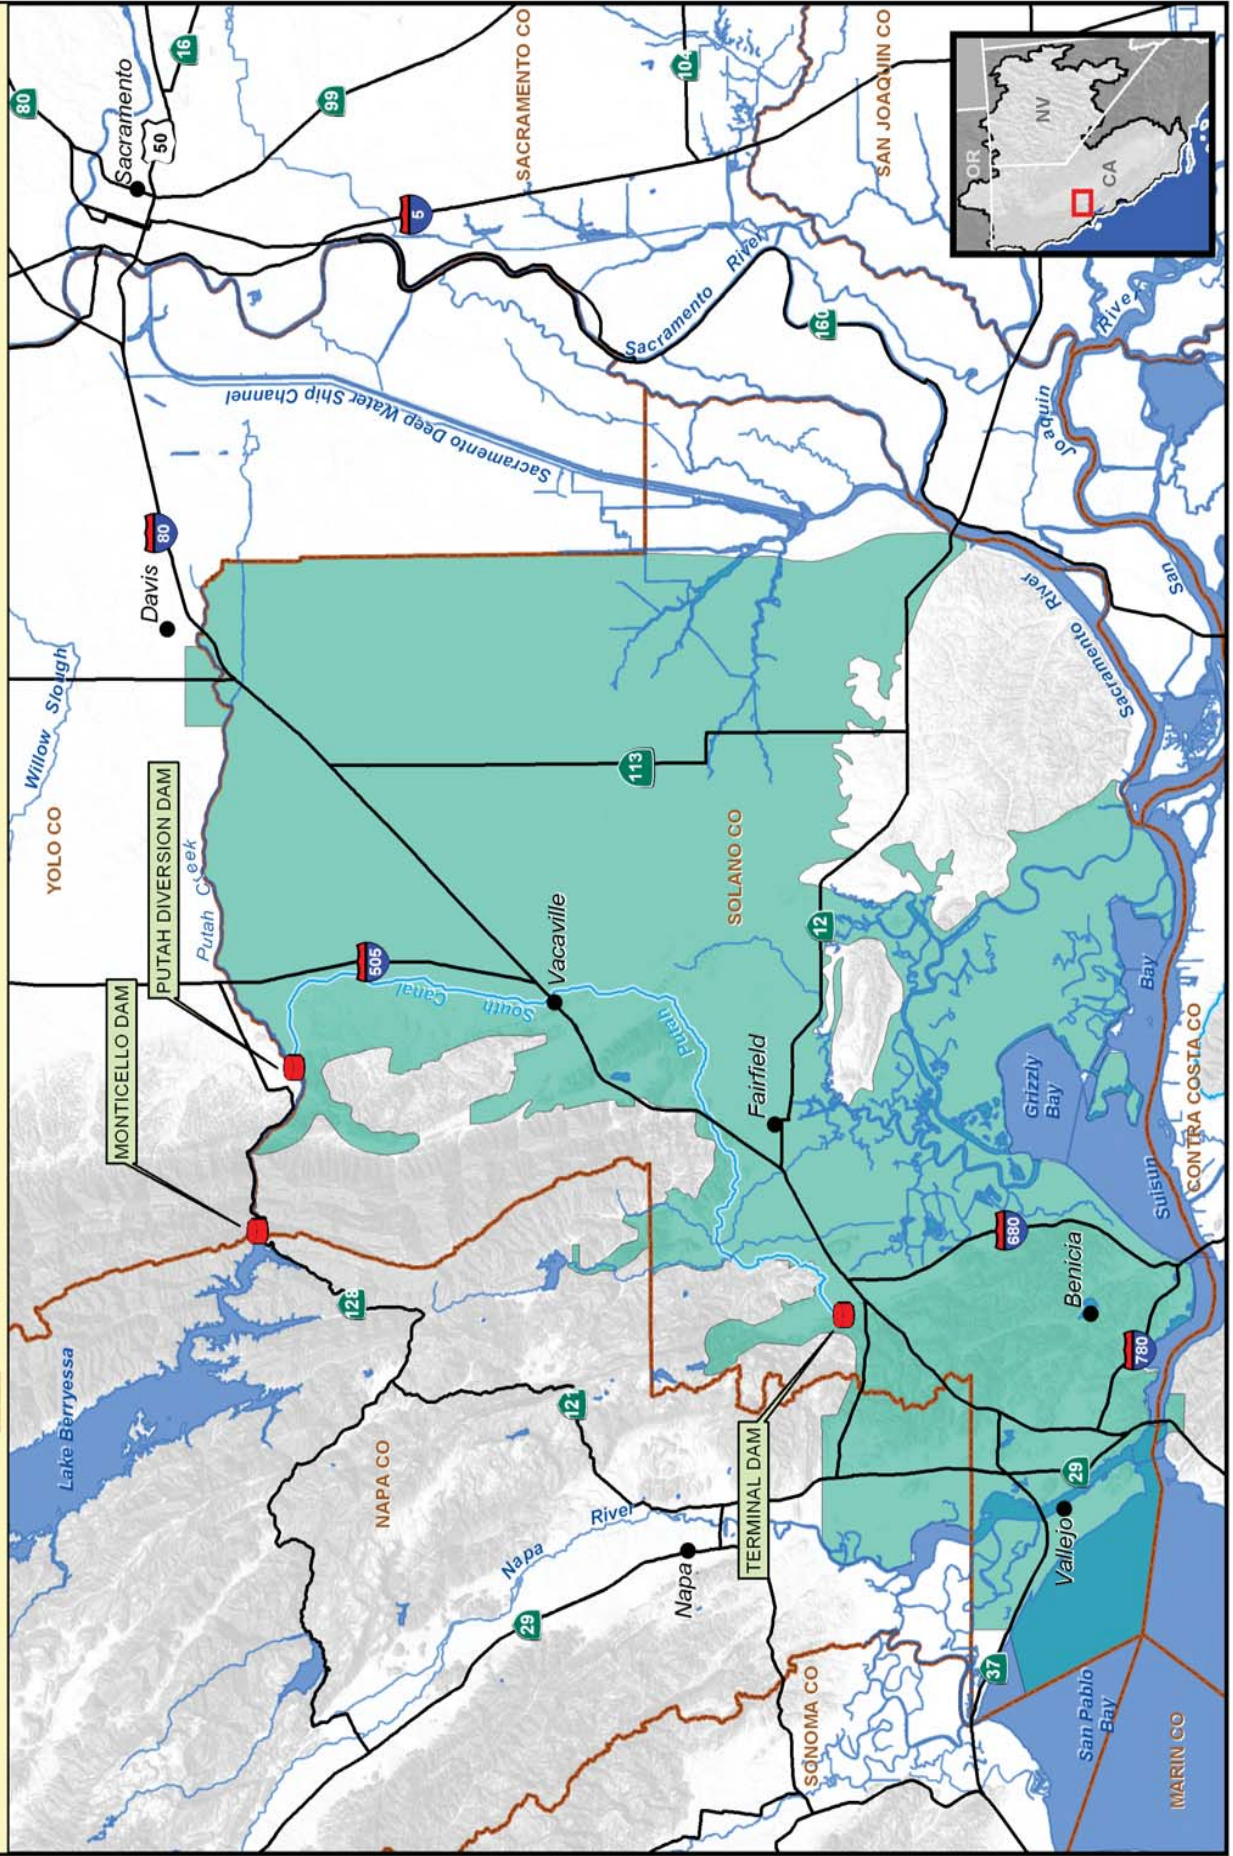 Lake Berryessa
MONTICELLO DAM
PUTAH DIVERSION DAM
YOLO CO
Willow Slough
Davis
80
80
Sacramento
50
16
99
5
SACRAMENTO CO
104
SAN JOAQUIN CO
128
NAPA CO
121
Napa
River
29
Napa
Putah C eek
505
South
Canal
Vacaville
Putah
113
SOLANO CO
Sacramento Deep Water Ship Channel
Sacramento
River
160
TERMINAL DAM
Fairfield
12
SONOMA CO
37
Vallejo
29
San Pablo
Bay
MARIN CO
680
Benicia
780
Grizzly
Bay
Suisun
Bay
CONTRA COSTA CO
Sacramento
River
San
Joaquin
River
OR
NV
CA